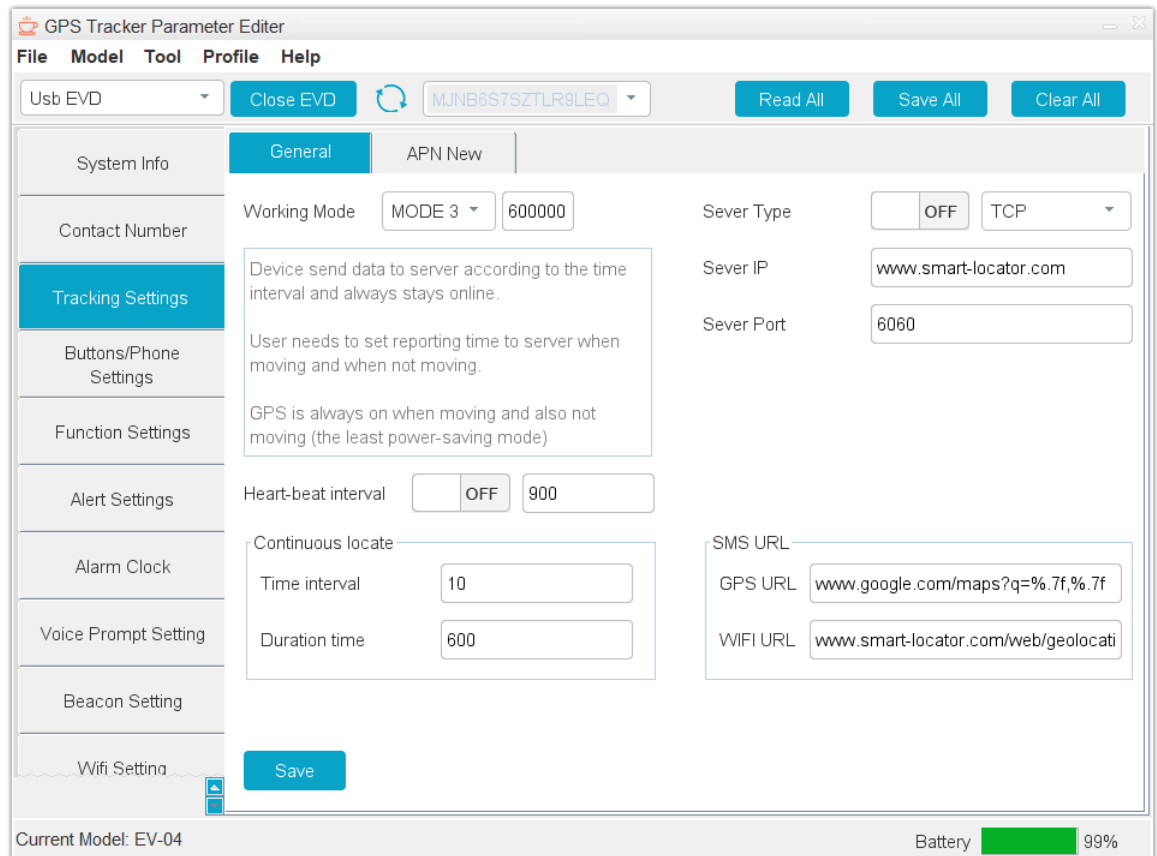 GPS Tracker Parameter Editer
File Model Tool Profile Help
Usb EVD Close EVD MJNB6S7SZTLR9LEQ Read All Save All Clear All
System Info
Contact Number
Tracking Settings
Buttons/Phone
Settings
Function Settings
Alert Settings
Alarm Clock
Voice Prompt Setting
Beacon Setting
Wifi Setting
General APN New
Working Mode MODE 3 600000
Device send data to server according to the time
interval and always stays online.
User needs to set reporting time to server when
moving and when not moving.
GPS is always on when moving and also not
moving (the least power-saving mode)
Heart-beat interval OFF 900
Continuous locate
Time interval 10
Duration time 600
Save
Sever Type OFF TCP
Sever IP www.smart-locator.com
Sever Port 6060
SMS URL
GPS URL www.google.com/maps?q=%.7f,%.7f
WIFI URL www.smart-locator.com/web/geolocati
Current Model: EV-04
Battery 99%